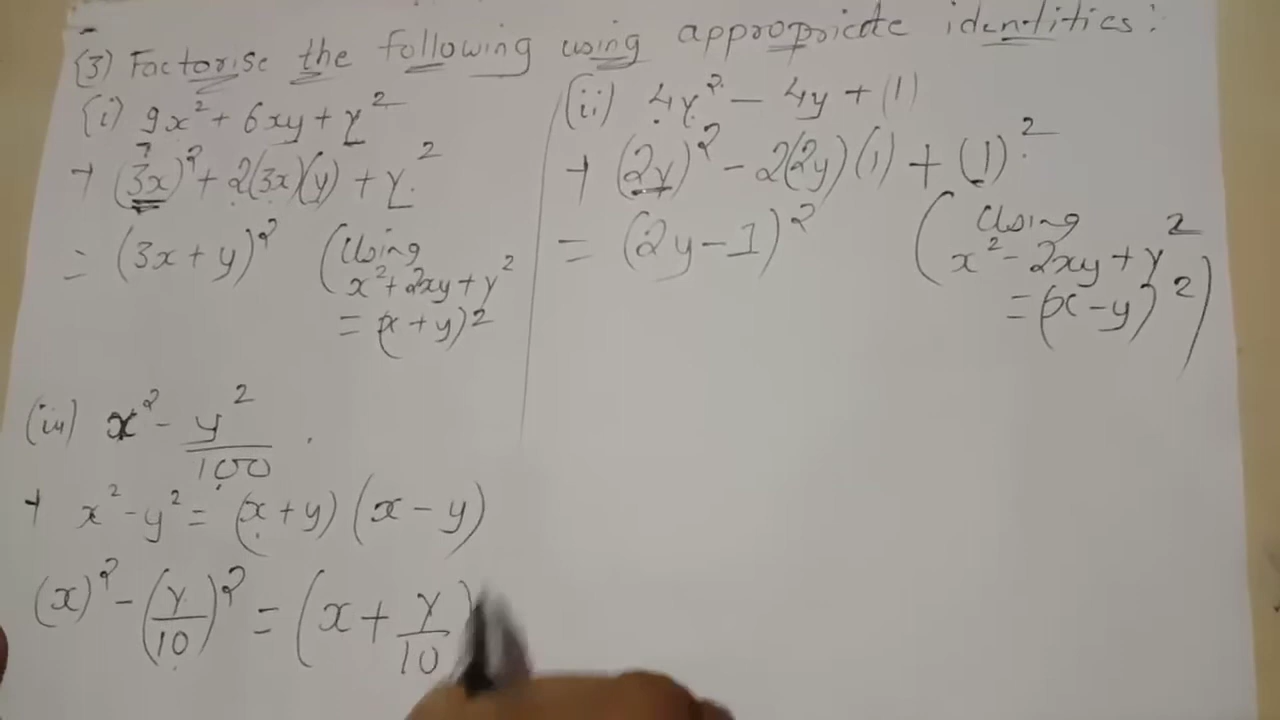 (3) Factorise the following using appropriate identities:
(i) 9x² + 6xy + y²
→ (3x)² + 2(3x)(y) + y²
= (3x + y)² (Using
x² + 2xy + y²
= (x + y)²
(ii) 4y² - 4y + (1)
→ (2y)² - 2(2y)(1) + (1)²
= (2y - 1)² (Using
x² - 2xy + y²
= (x - y)²)
(iii) x² - y²/100
→ x² - y² = (x + y) (x - y)
(x)² - (y/10)² = (x + y/10)